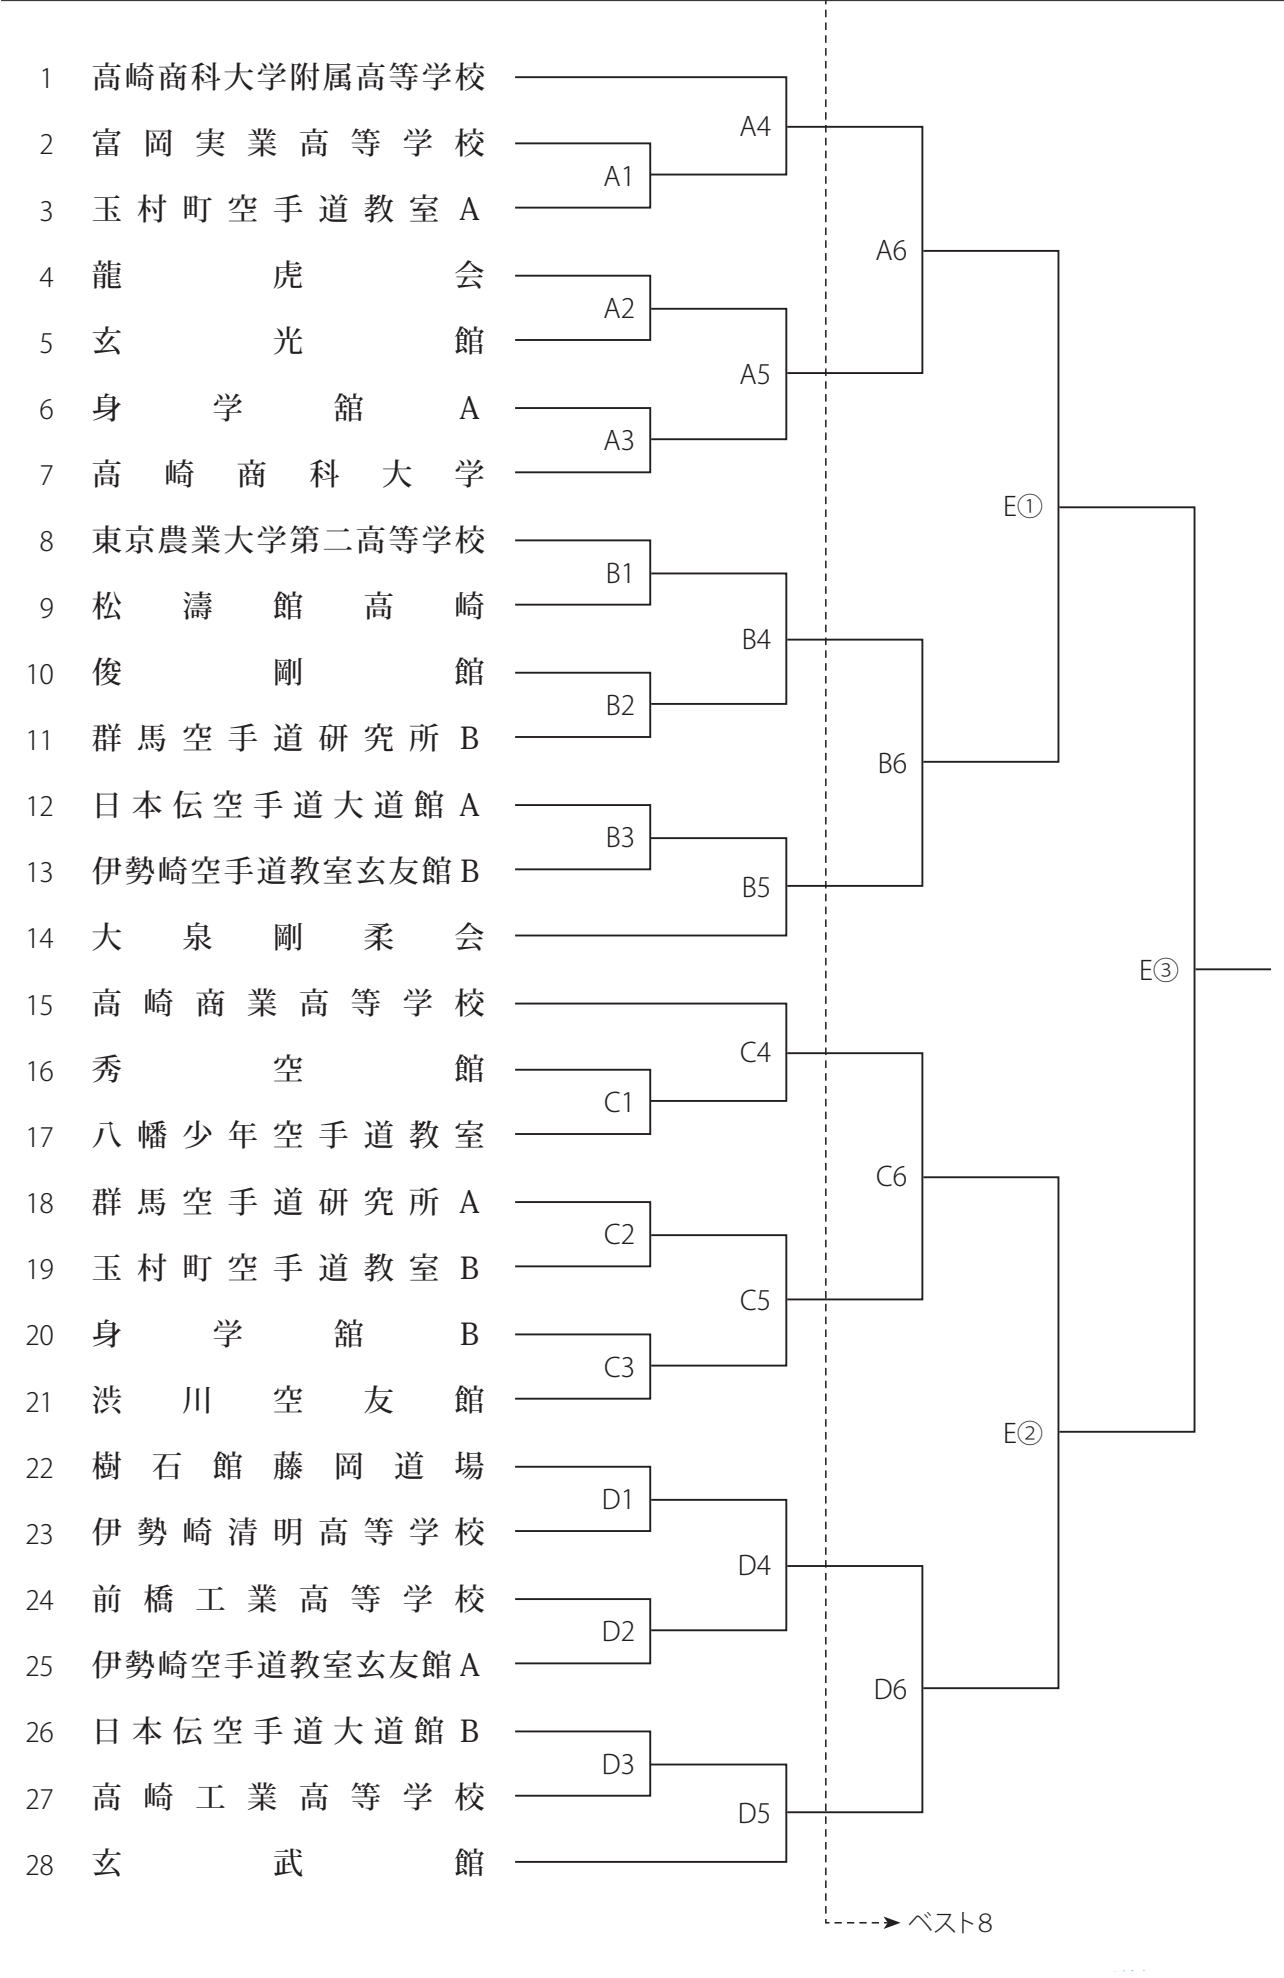 1 高崎商科大学附属高等学校
A4
2 富岡実業高等学校
A1
3 玉村町空手道教室A
A6
4 龍虎会
A2
5 玄光館
A5
6 身学舘A
A3
7 高崎商科大学
E①
8 東京農業大学第二高等学校
B1
9 松濤館高崎
B4
10 俊剛館
B2
11 群馬空手道研究所B
B6
12 日本伝空手道大道館A
B3
13 伊勢崎空手道教室玄友館B
B5
14 大泉剛柔会
E③
15 高崎商業高等学校
C4
16 秀空館
C1
17 八幡少年空手道教室
C6
18 群馬空手道研究所A
C2
19 玉村町空手道教室B
C5
20 身学舘B
C3
21 渋川空友館
E②
22 樹石館藤岡道場
D1
23 伊勢崎清明高等学校
D4
24 前橋工業高等学校
D2
25 伊勢崎空手道教室玄友館A
D6
26 日本伝空手道大道館B
D3
27 高崎工業高等学校
D5
28 玄武館
ベスト8